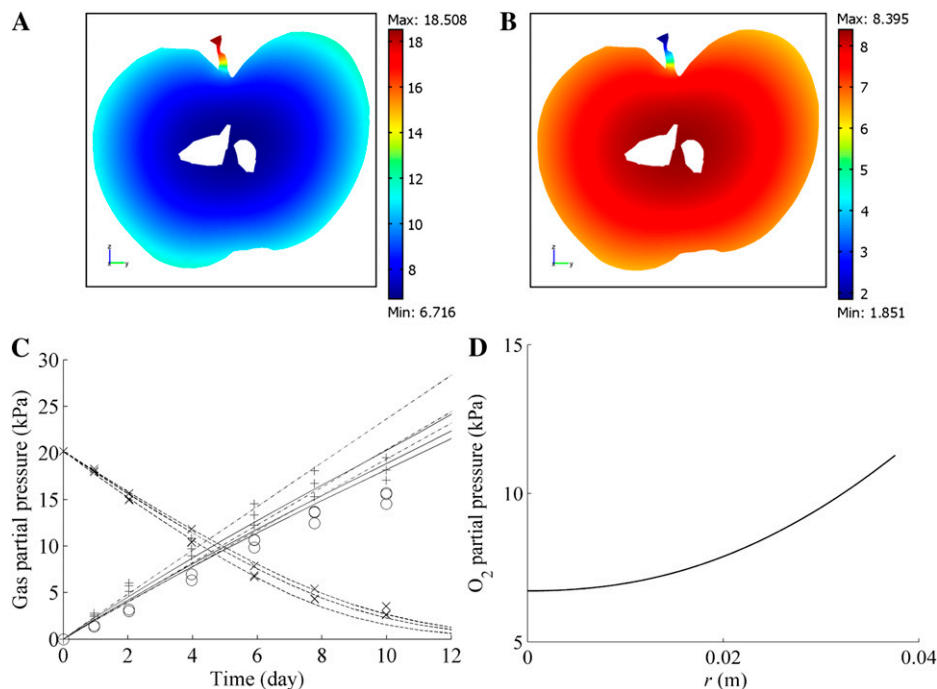 A
Max: 18.508
18
16
14
12
10
8
Min: 6.716
z
x
y
B
Max: 8.395
8
7
6
5
4
3
2
Min: 1.851
z
x
y
C
Gas partial pressure (kPa)
30
25
20
15
10
5
0
0 2 4 6 8 10 12
Time (day)
D
O2 partial pressure (kPa)
15
10
5
0 0.02 0.04
r (m)